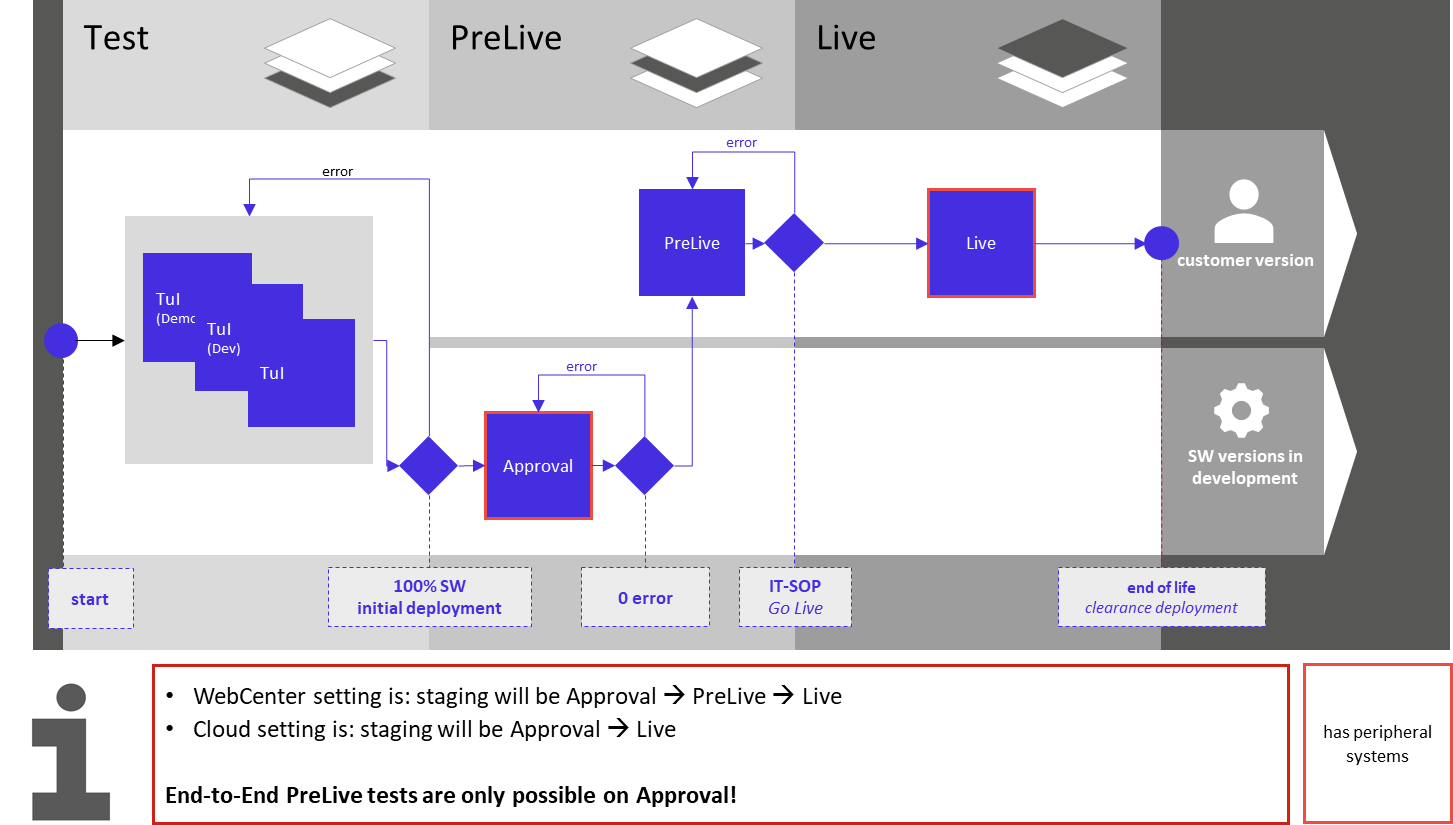 Test
PreLive
Live
error
error
PreLive
Live
customer version
TuI
(Demo
TuI
(Dev)
TuI
error
Approval
SW versions in
development
start
100% SW
initial deployment
0 error
IT-SOP
Go Live
end of life
clearance deployment
• WebCenter setting is: staging will be Approval → PreLive → Live
• Cloud setting is: staging will be Approval → Live
End-to-End PreLive tests are only possible on Approval!
has peripheral
systems